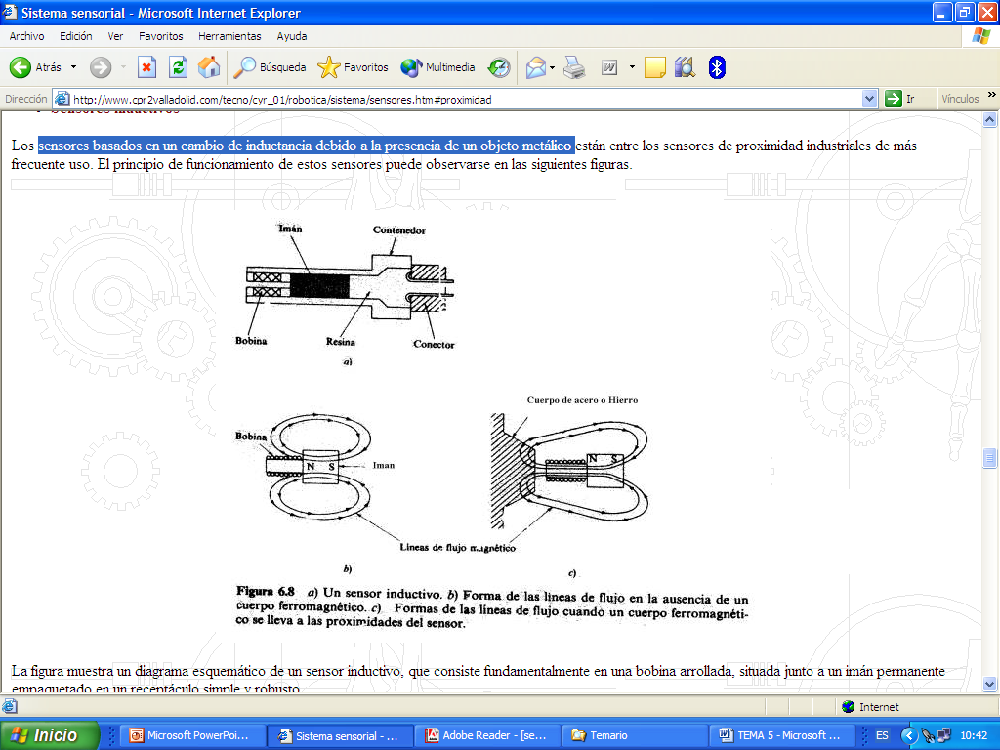 Sistema sensorial - Microsoft Internet Explorer
Archivo Edición Ver Favoritos Herramientas Ayuda
Atrás Búsqueda Favoritos Multimedia
Dirección http://www.cpr2valladolid.com/tecno/cyr_01/robotica/sistema/sensores.htm#proximidad Ir Vínculos »
• Sensores inductivos
Los sensores basados en un cambio de inductancia debido a la presencia de un objeto metálico están entre los sensores de proximidad industriales de más
frecuente uso. El principio de funcionamiento de estos sensores puede observarse en las siguientes figuras.
Imán Contenedor
Bobina Resina Conector
a)
Cuerpo de acero o Hierro
Bobina
N S Iman
N S
Líneas de flujo magnético
b) c)
Figura 6.8 a) Un sensor inductivo. b) Forma de las líneas de flujo en la ausencia de un
cuerpo ferromagnético. c) Formas de las líneas de flujo cuando un cuerpo ferromagnéti-
co se lleva a las proximidades del sensor.
La figura muestra un diagrama esquemático de un sensor inductivo, que consiste fundamentalmente en una bobina arrollada, situada junto a un imán permanente
empaquetado en un receptáculo simple y robusto.
Internet
Inicio Microsoft PowerPoi... Sistema sensorial - ... Adobe Reader - [se... Temario TEMA 5 - Microsoft ... ES 10:42